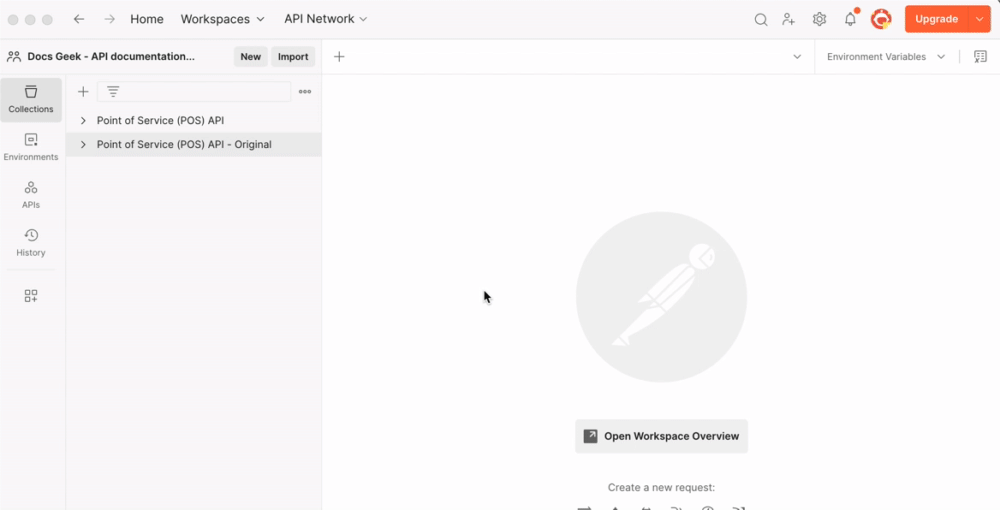 Home Workspaces API Network Upgrade
Docs Geek - API documentation... New Import Environment Variables
Collections
Point of Service (POS) API
Point of Service (POS) API - Original
Environments
APIs
History
Open Workspace Overview
Create a new request: